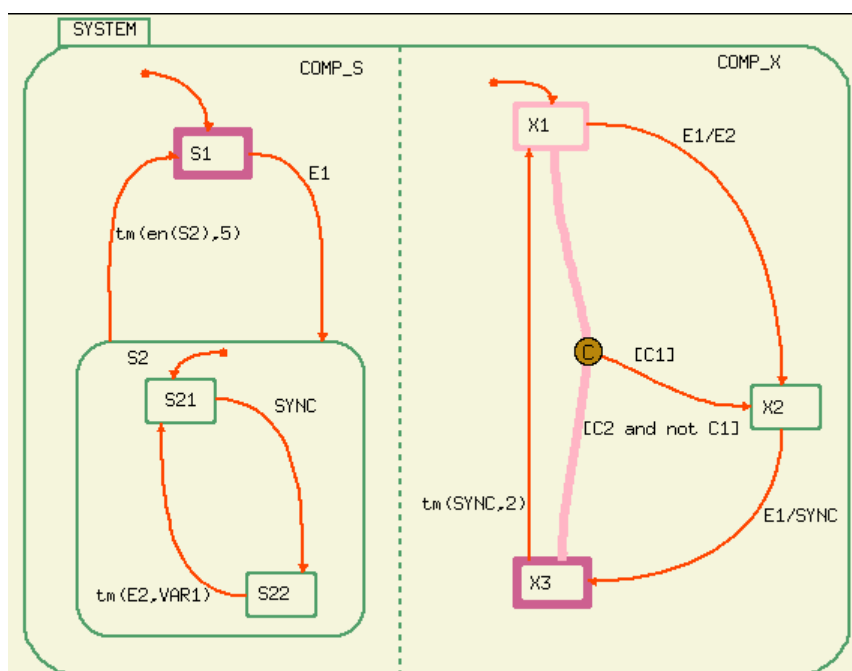 SYSTEM
COMP_S
COMP_X
X1
E1/E2
S1
E1
tm(en(S2),5)
S2
C
[C1]
S21
SYNC
X2
[C2 and not C1]
tm(SYNC,2)
E1/SYNC
X3
tm(E2,VAR1)
S22